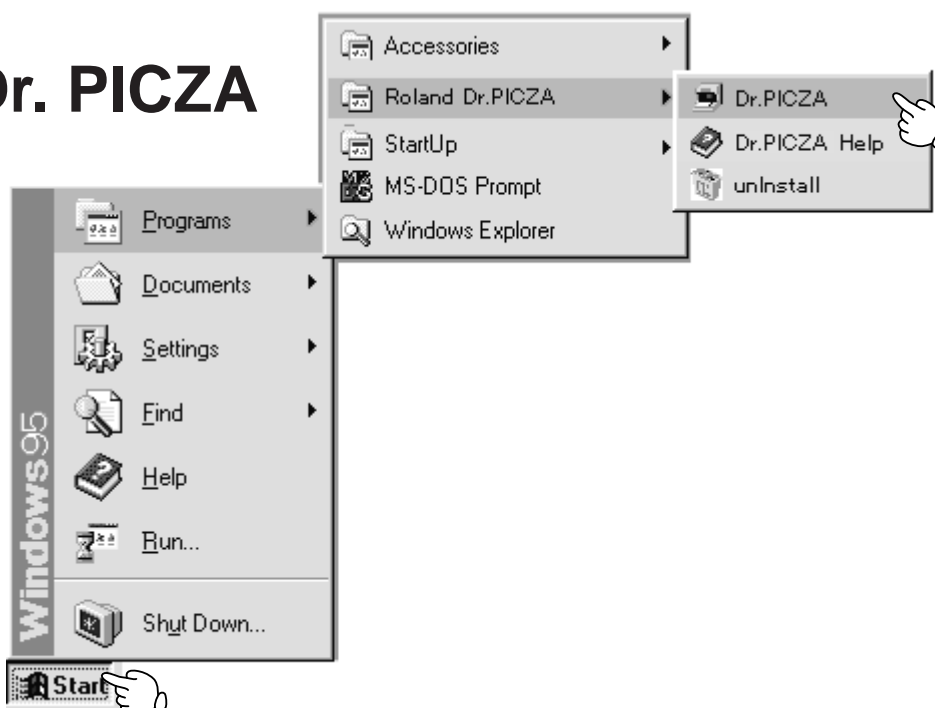 Dr. PICZA
Accessories
Roland Dr.PICZA
StartUp
MS-DOS Prompt
Windows Explorer
Dr.PICZA
Dr.PICZA Help
unInstall
Programs
Documents
Settings
Find
Help
Run...
Shut Down...
Windows95
Start